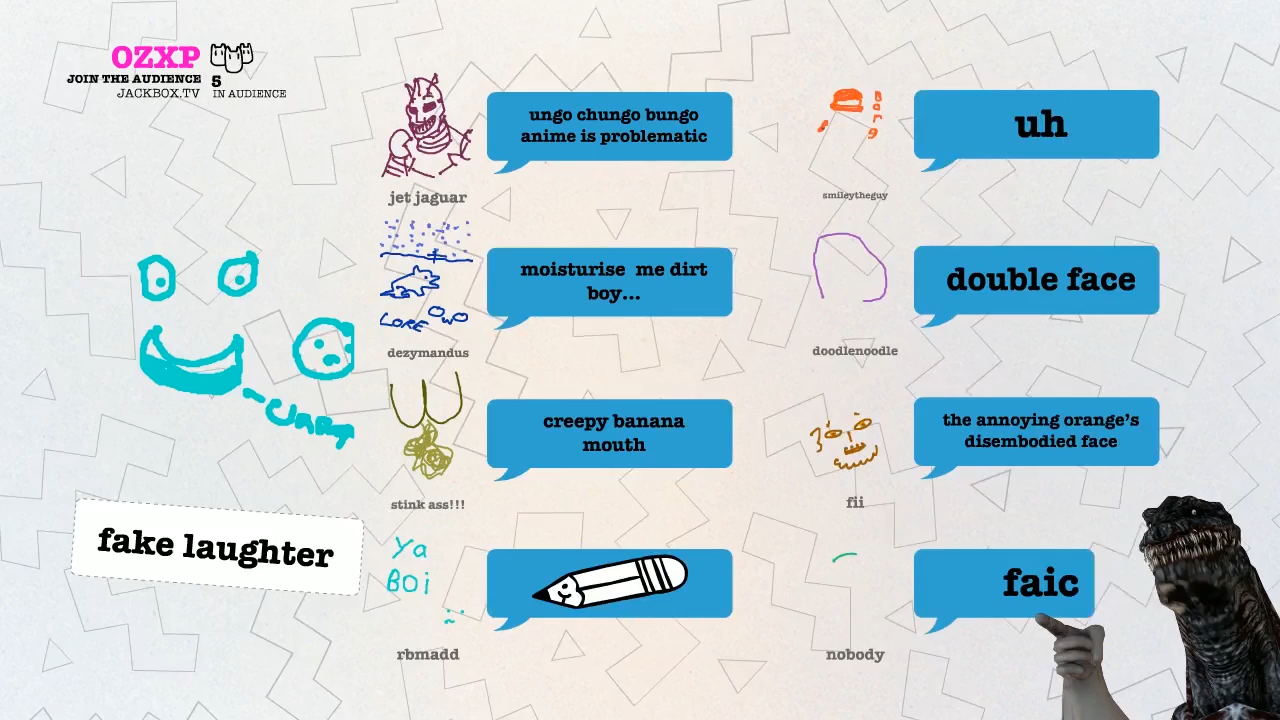 OZXP
JOIN THE AUDIENCE
JACKBOX.TV
5
IN AUDIENCE
fake laughter
ungo chungo bungo
anime is problematic
jet jaguar
moisturise me dirt
boy...
LORE OwO
dezymandus
creepy banana
mouth
stink ass!!!
Ya
BOi
rbmadd
uh
smileytheguy
double face
doodlenoodle
the annoying orange's
disembodied face
fii
faic
nobody